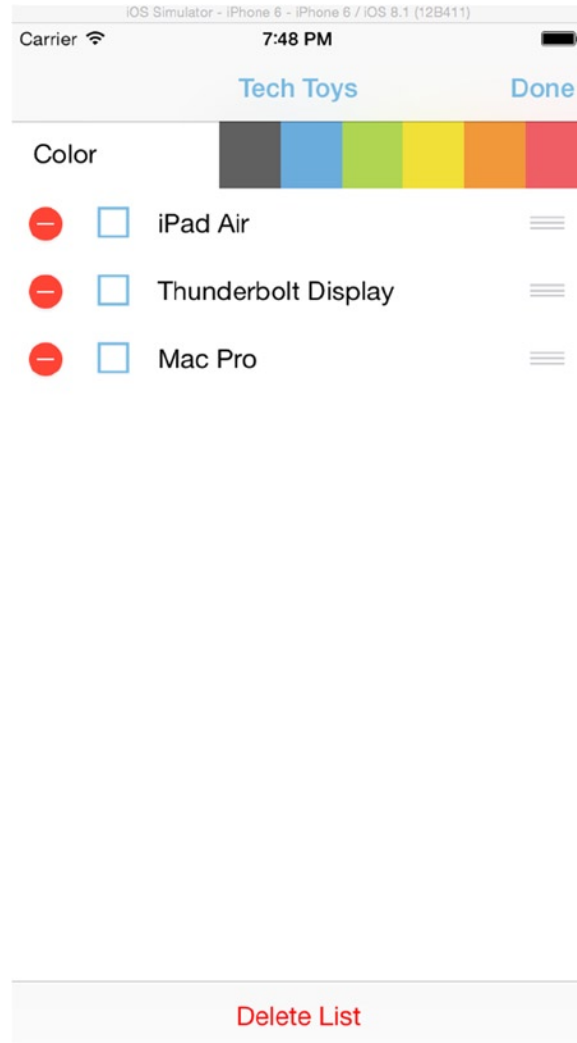 iOS Simulator - iPhone 6 - iPhone 6 / iOS 8.1 (12B411)
Carrier 7:48 PM
Tech Toys Done
Color
iPad Air
Thunderbolt Display
Mac Pro
Delete List